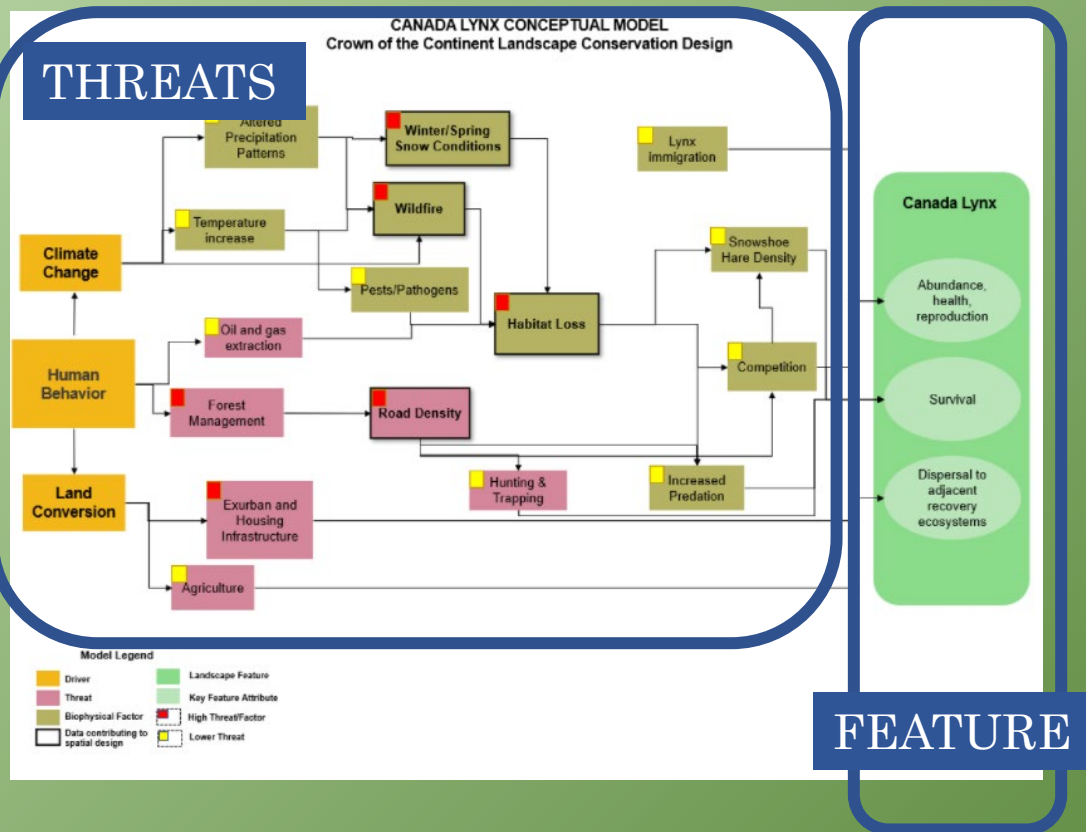 CANADA LYNX CONCEPTUAL MODEL
Crown of the Continent Landscape Conservation Design
THREATS
Altered
Precipitation
Patterns
Winter/Spring
Snow Conditions
Lynx
immigration
Wildfire
Temperature
increase
Climate
Change
Pests/Pathogens
Snowshoe
Hare Density
Oil and gas
extraction
Habitat Loss
Competition
Human
Behavior
Forest
Management
Road Density
Hunting &
Trapping
Increased
Predation
Land
Conversion
Exurban and
Housing
Infrastructure
Agriculture
Canada Lynx
Abundance,
health,
reproduction
Survival
Dispersal to
adjacent
recovery
ecosystems
Model Legend
Driver
Threat
Biophysical Factor
Data contributing to
spatial design
Landscape Feature
Key Feature Attribute
High Threat/Factor
Lower Threat
FEATURE